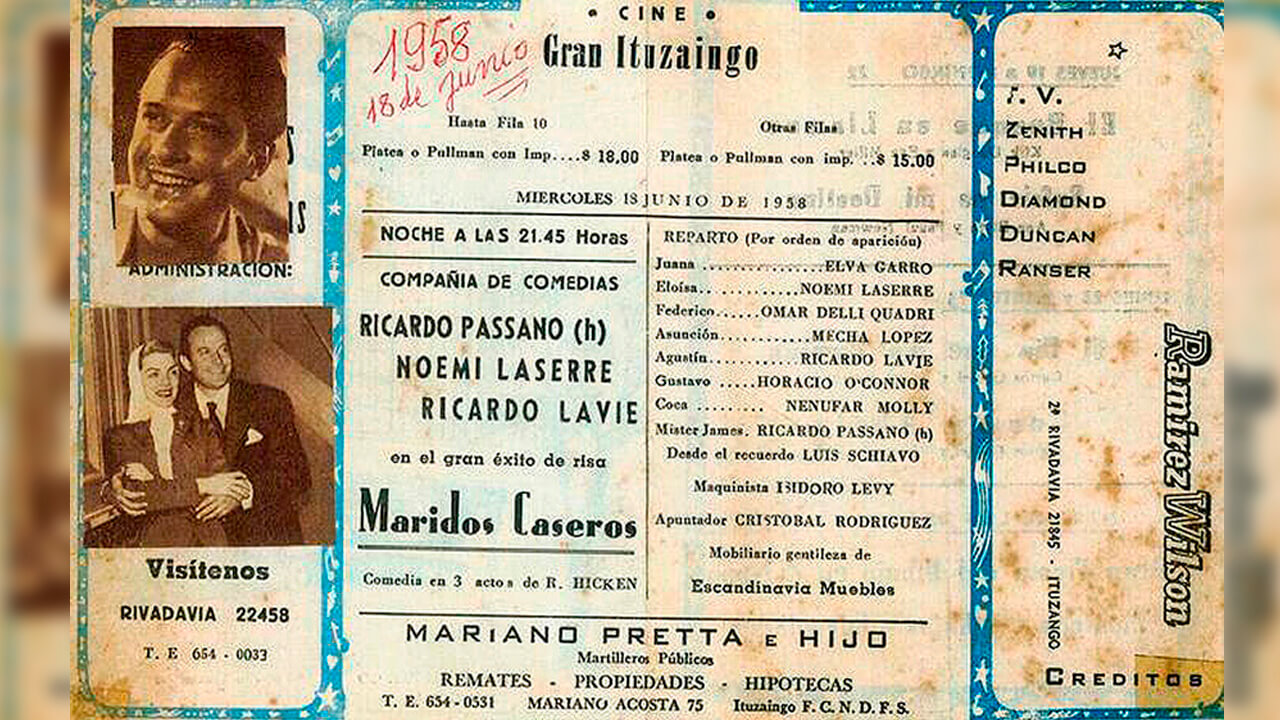 ADMINISTRACION:
Visítenos
RIVADAVIA 22458
T. E 654 - 0033
• CINE •
Gran Ituzaingo
1958
18 de Junio
Hasta Fila 10
Platea o Pullman con Imp....$ 18,00
Otras Filas
Platea o Pullman con imp. ..$ 15.00
MIERCOLES 18 JUNIO DE 1958
NOCHE A LAS 21.45 Horas
COMPAÑIA DE COMEDIAS
RICARDO PASSANO (h)
NOEMI LASERRE
RICARDO LAVIE
en el gran éxito de risa
Maridos Caseros
Comedia en 3 actos de R. HICKEN
REPARTO (Por orden de aparición)
Juana ...............ELVA GARRO
Eloísa.. ...........NOEMI LASERRE
Federico......OMAR DELLI QUADRI
Asunción.............MECHA LOPEZ
Agustín...........RICARDO LAVIE
Gustavo .....HORACIO O'CONNOR
Coca ........ NENUFAR MOLLY
Mister James. RICARDO PASSANO (h)
Desde el recuerdo LUIS SCHIAVO
Maquinista ISIDORO LEVY
Apuntador CRISTOBAL RODRIGUEZ
Mobiliario gentileza de
Escandinavia Muebles
MARIANO PRETTA E HIJO
Martilleros Públicos
REMATES - PROPIEDADES - HIPOTECAS
T. E. 654-0531 MARIANO ACOSTA 75 Ituzaingo F. C. N. D. F. S.
T. V.
ZENITH
PHILCO
DIAMOND
DUNCAN
RANSER
Ramirez Wilson
2º RIVADAVIA 21845 - ITUZANGO
CREDITOS